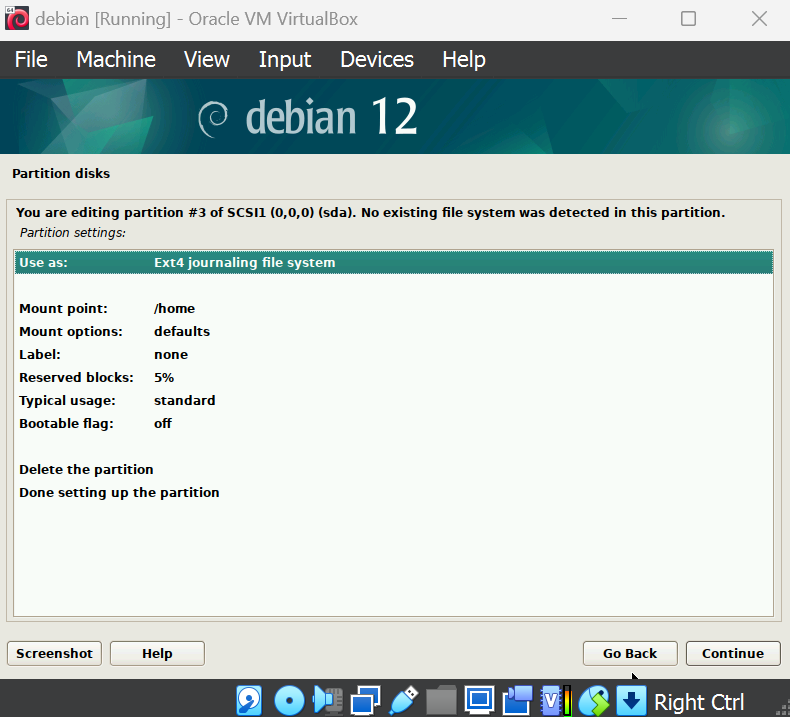 debian [Running] - Oracle VM VirtualBox
File Machine View Input Devices Help
debian 12
Partition disks
You are editing partition #3 of SCSI1 (0,0,0) (sda). No existing file system was detected in this partition.
Partition settings:
Use as: Ext4 journaling file system
Mount point: /home
Mount options: defaults
Label: none
Reserved blocks: 5%
Typical usage: standard
Bootable flag: off
Delete the partition
Done setting up the partition
Screenshot Help Go Back Continue
Right Ctrl